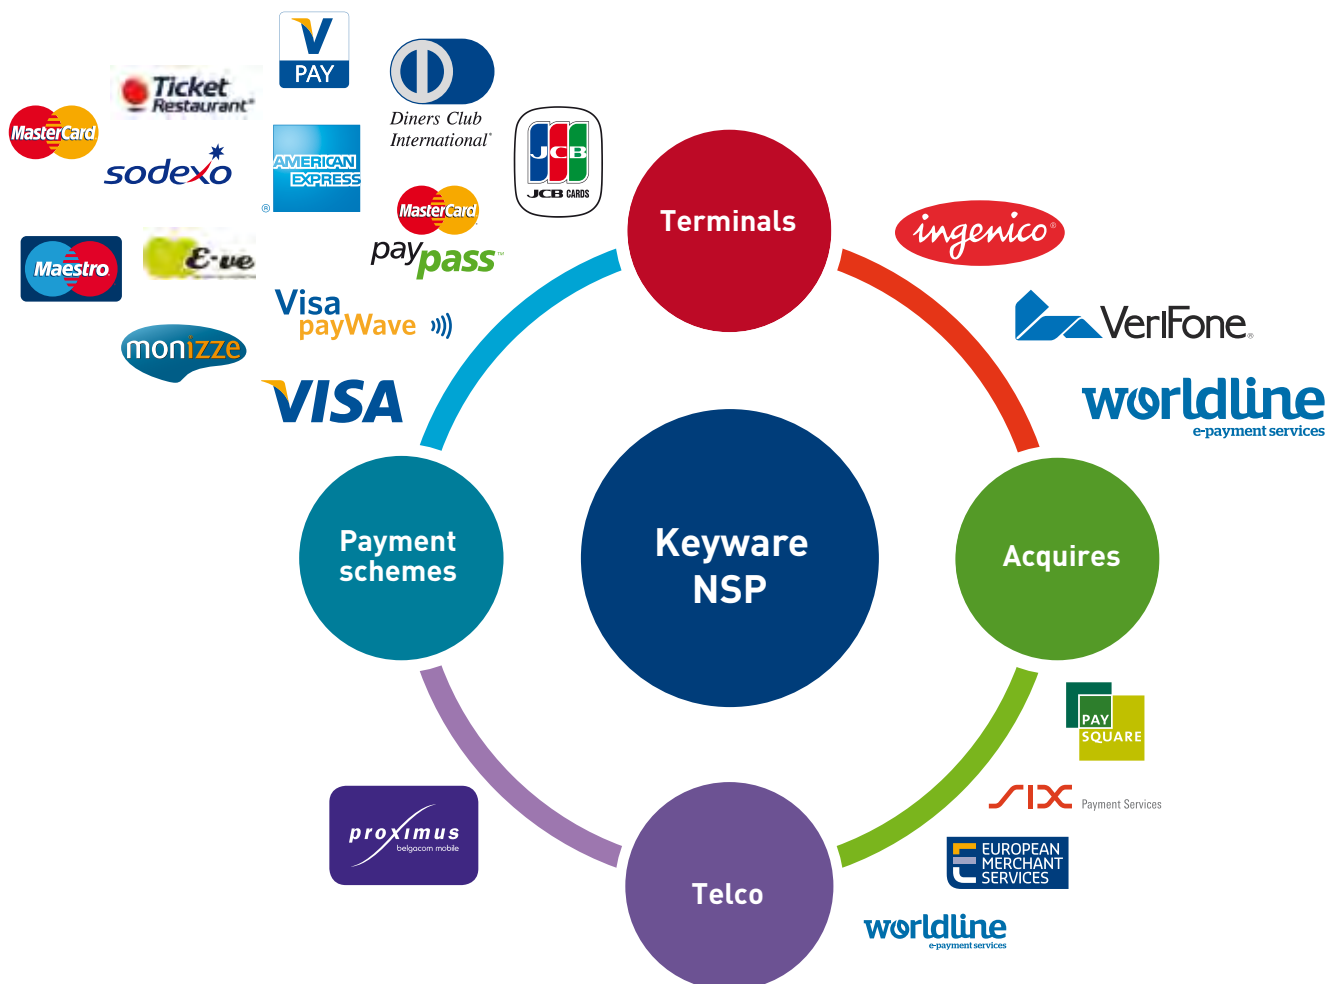 V
PAY
Ticket
Restaurant®
Diners Club
International®
MasterCard
sodexo
AMERICAN
EXPRESS
®
JCB
JCB CARDS
MasterCard
paypass™
Maestro
E-ve
Visa
payWave
monizze
VISA
Terminals
ingenico®
VeriFone®
worldline
e-payment services
Payment
schemes
Keyware
NSP
Acquires
PAY
SQUARE
SIX Payment Services
EUROPEAN
MERCHANT
SERVICES
worldline
e-payment services
proximus
belgacom mobile
Telco